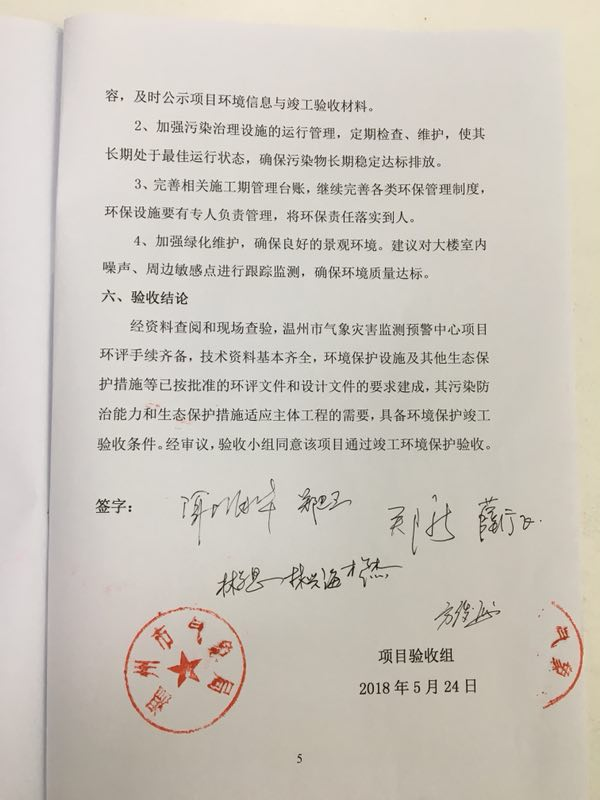 容，及时公示项目环境信息与竣工验收材料。
2、加强污染治理设施的运行管理，定期检查、维护，使其
长期处于最佳运行状态，确保污染物长期稳定达标排放。
3、完善相关施工期管理台账，继续完善各类环保管理制度，
环保设施要有专人负责管理，将环保责任落实到人。
4、加强绿化维护，确保良好的景观环境。建议对大楼室内
噪声、周边敏感点进行跟踪监测，确保环境质量达标。
六、验收结论
经资料查阅和现场查验，温州市气象灾害监测预警中心项目
环评手续齐备，技术资料基本齐全，环境保护设施及其他生态保
护措施等已按批准的环评文件和设计文件的要求建成，其污染防
治能力和生态保护措施适应主体工程的需要，具备环境保护竣工
验收条件。经审议，验收小组同意该项目通过竣工环境保护验收。
签字：
林兴海
项目验收组
温州市气象局
气象
2018年5月24日
5